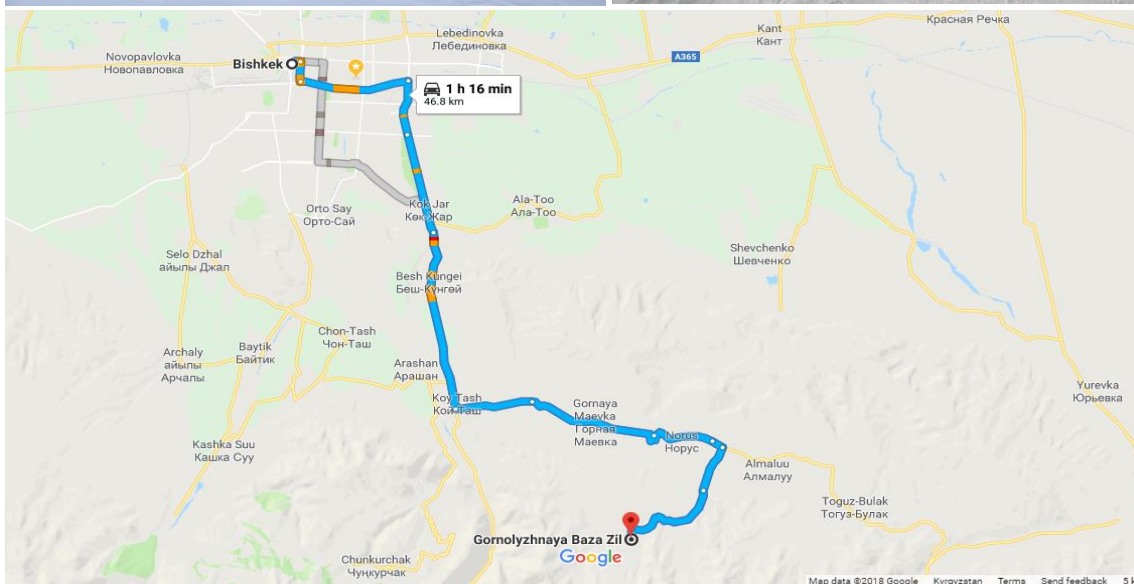 Lebedinovka
Лебединовка
Красная Речка
Kant
Кант
A365
Novopavlovka
Новопавловка
Bishkek
1 h 16 min
46.8 km
Orto Say
Орто-Сай
Kok Jar
Көк-Жар
Ala-Too
Ала-Тоо
Selo Dzhal
айылы Джал
Shevchenko
Шевченко
Besh Kungei
Беш-Күнгөй
Chon-Tash
Чон-Таш
Archaly
айылы
Арчалы
Baytik
Байтик
Arashan
Арашан
Yurevka
Юрьевка
Koy Tash
Кой-Таш
Gornaya
Maevka
Горная
Маевка
Kashka Suu
Кашка Суу
Norus
Норус
Almaluu
Алмалуу
Toguz-Bulak
Тогуз-Булак
Gornolyzhnaya Baza Zil
Google
Chunkurchak
Чуңкурчак
Map data ©2018 Google Kyrgyzstan Terms Send feedback 5